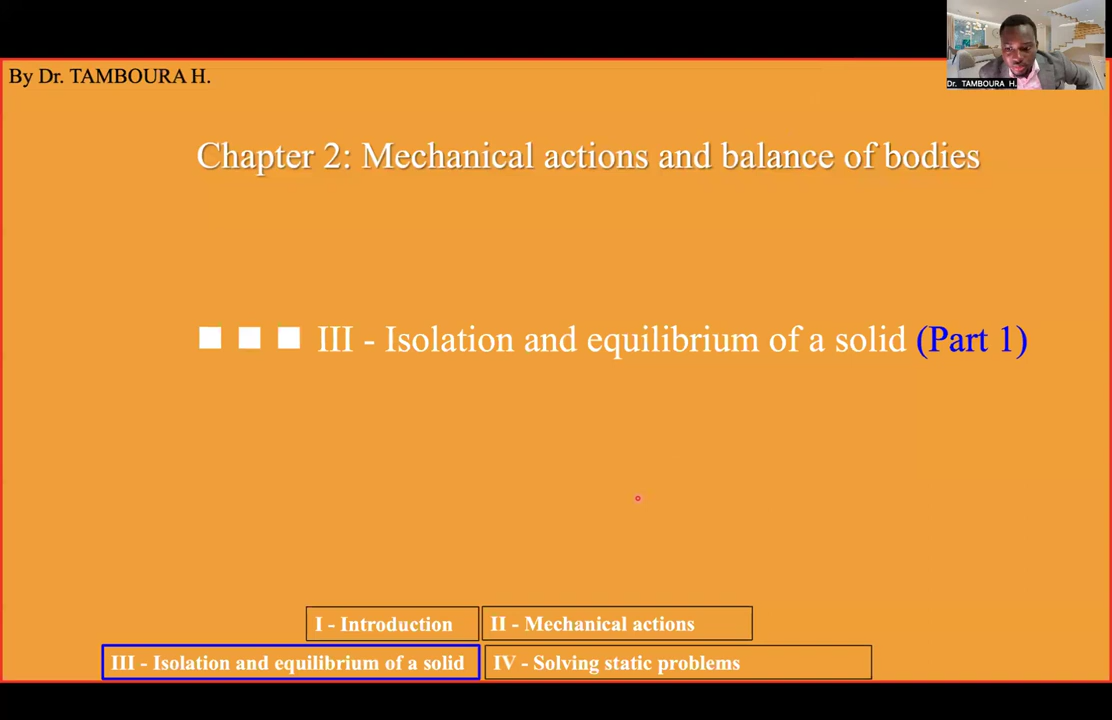 By Dr. TAMBOURA H.
Dr. TAMBOURA H.
Chapter 2: Mechanical actions and balance of bodies
III - Isolation and equilibrium of a solid (Part 1)
I - Introduction
II - Mechanical actions
III - Isolation and equilibrium of a solid
IV - Solving static problems